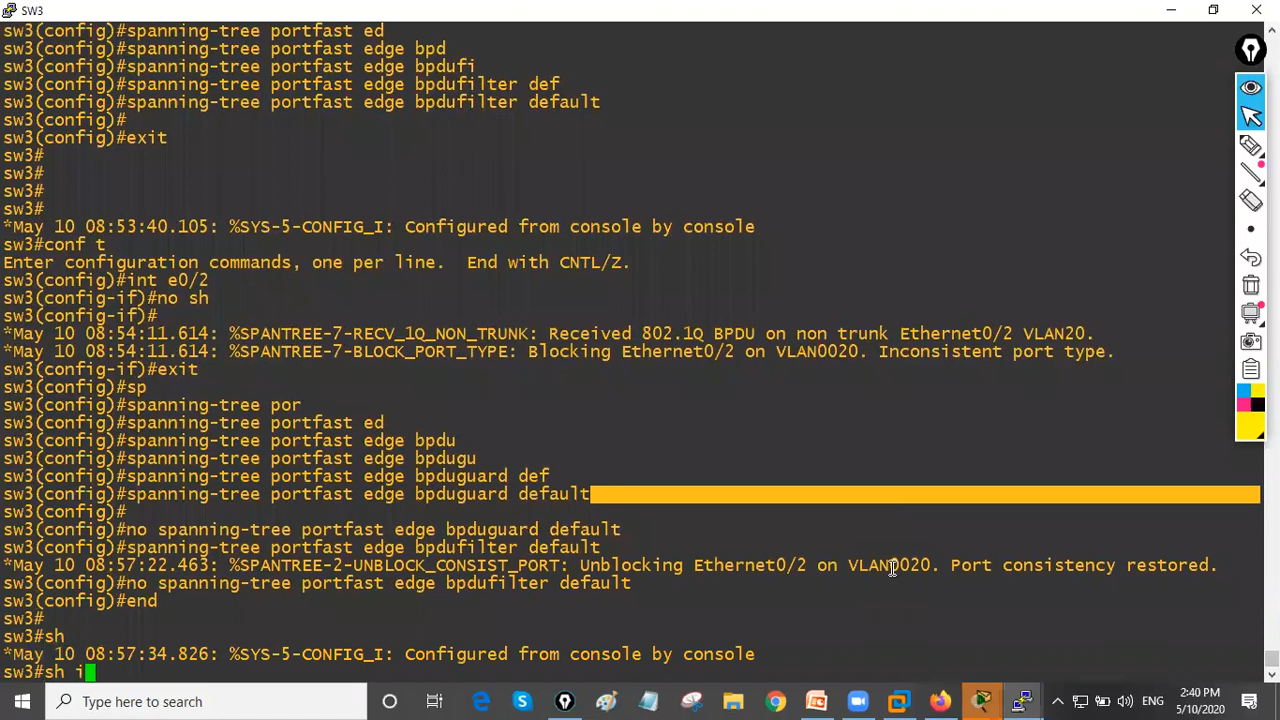 SW3
sw3(config)#spanning-tree portfast ed
sw3(config)#spanning-tree portfast edge bpd
sw3(config)#spanning-tree portfast edge bpdufi
sw3(config)#spanning-tree portfast edge bpdufilter def
sw3(config)#spanning-tree portfast edge bpdufilter default
sw3(config)#
sw3(config)#exit
sw3#
sw3#
sw3#
sw3#
*May 10 08:53:40.105: %SYS-5-CONFIG_I: Configured from console by console
sw3#conf t
Enter configuration commands, one per line.  End with CNTL/Z.
sw3(config)#int e0/2
sw3(config-if)#no sh
sw3(config-if)#
*May 10 08:54:11.614: %SPANTREE-7-RECV_1Q_NON_TRUNK: Received 802.1Q BPDU on non trunk Ethernet0/2 VLAN20.
*May 10 08:54:11.614: %SPANTREE-7-BLOCK_PORT_TYPE: Blocking Ethernet0/2 on VLAN0020. Inconsistent port type.
sw3(config-if)#exit
sw3(config)#sp
sw3(config)#spanning-tree por
sw3(config)#spanning-tree portfast ed
sw3(config)#spanning-tree portfast edge bpdu
sw3(config)#spanning-tree portfast edge bpdugu
sw3(config)#spanning-tree portfast edge bpduguard def
sw3(config)#spanning-tree portfast edge bpduguard default
sw3(config)#
sw3(config)#no spanning-tree portfast edge bpduguard default
sw3(config)#spanning-tree portfast edge bpdufilter default
*May 10 08:57:22.463: %SPANTREE-2-UNBLOCK_CONSIST_PORT: Unblocking Ethernet0/2 on VLAN0020. Port consistency restored.
sw3(config)#no spanning-tree portfast edge bpdufilter default
sw3(config)#end
sw3#
sw3#sh
*May 10 08:57:34.826: %SYS-5-CONFIG_I: Configured from console by console
sw3#sh i
Type here to search
ENG
2:40 PM
5/10/2020